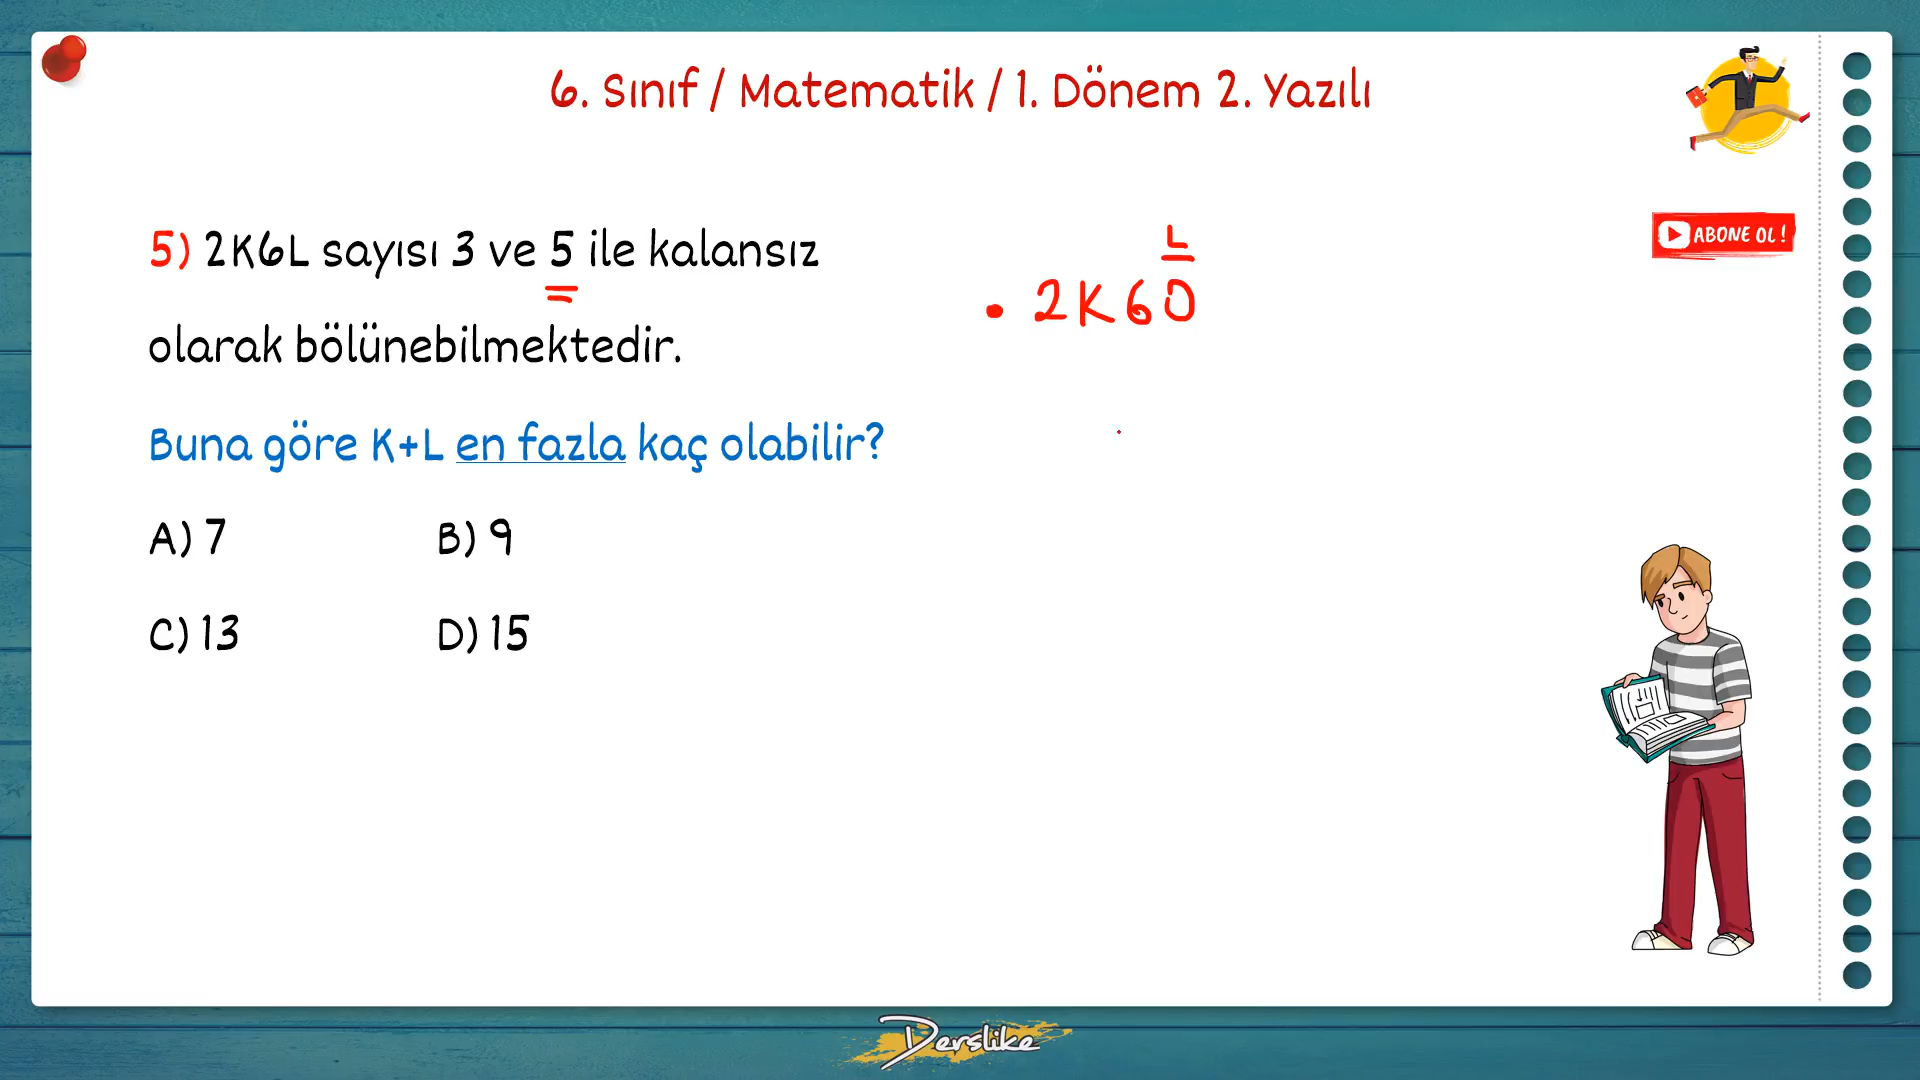 6. Sınıf / Matematik / 1. Dönem 2. Yazılı
5) 2K6L sayısı 3 ve 5 ile kalansız
olarak bölünebilmektedir.
Buna göre K+L en fazla kaç olabilir?
A) 7 B) 9
C) 13 D) 15
L
• 2K60
ABONE OL!
Derslike